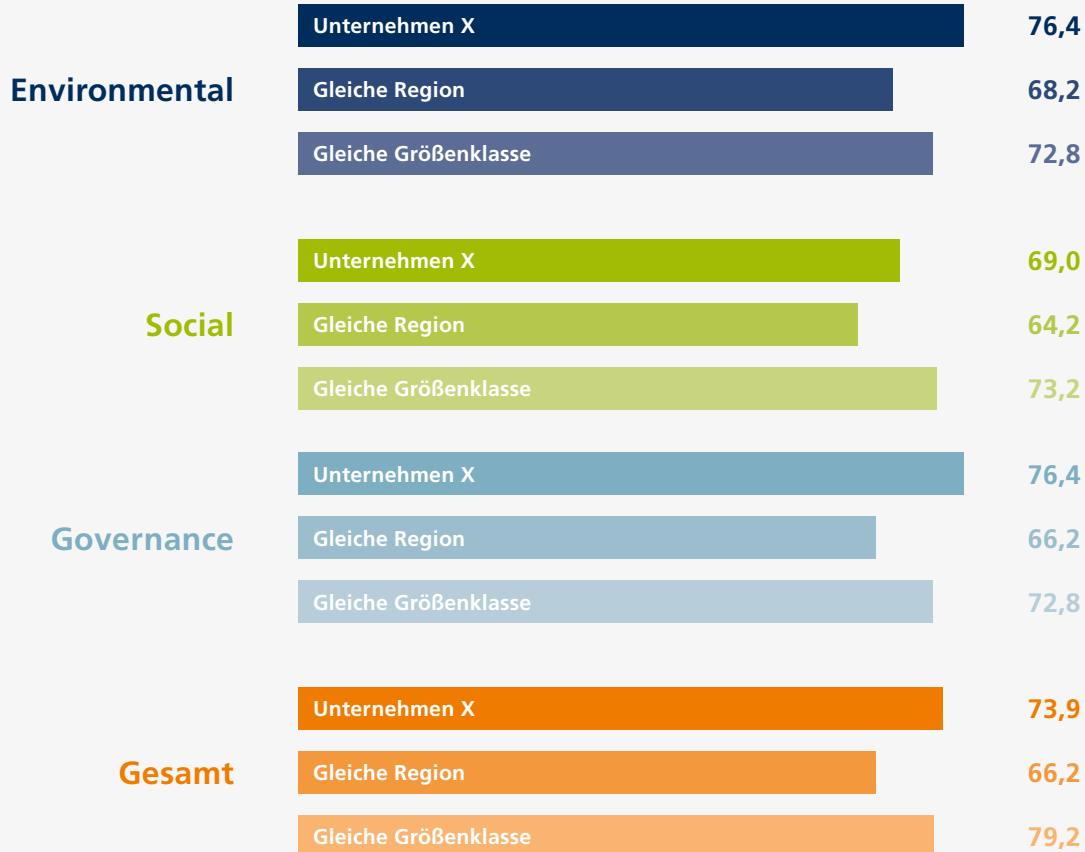 Environmental
Unternehmen X 76,4
Gleiche Region 68,2
Gleiche Größenklasse 72,8
Social
Unternehmen X 69,0
Gleiche Region 64,2
Gleiche Größenklasse 73,2
Governance
Unternehmen X 76,4
Gleiche Region 66,2
Gleiche Größenklasse 72,8
Gesamt
Unternehmen X 73,9
Gleiche Region 66,2
Gleiche Größenklasse 79,2